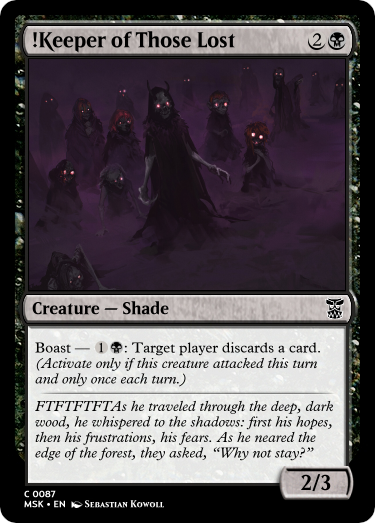 !Keeper of Those Lost 2
Creature — Shade
Boast — 1 : Target player discards a card.
(Activate only if this creature attacked this turn
and only once each turn.)
FTFTFTFTAs he traveled through the deep, dark
wood, he whispered to the shadows: first his hopes,
then his frustrations, his fears. As he neared the
edge of the forest, they asked, “Why not stay?”
2/3
C 0087
MSK • EN Sebastian Kowoll